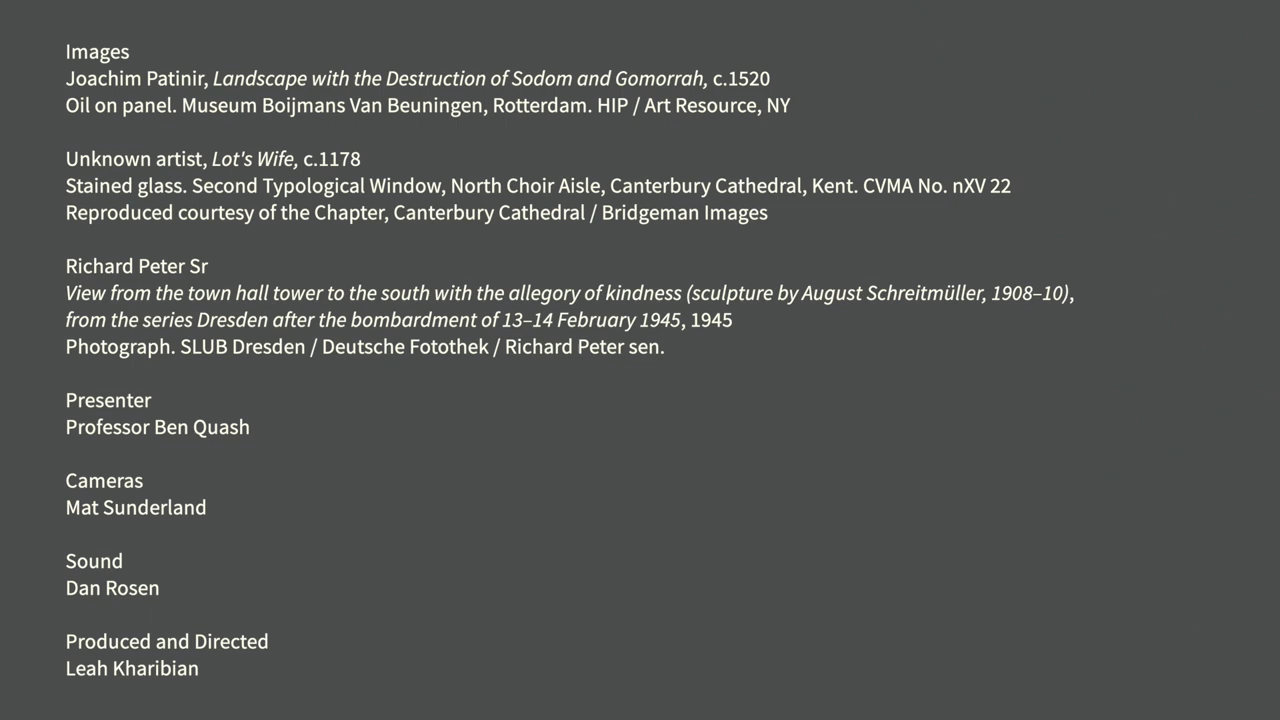 Images
Joachim Patinir, Landscape with the Destruction of Sodom and Gomorrah, c.1520
Oil on panel. Museum Boijmans Van Beuningen, Rotterdam. HIP / Art Resource, NY
Unknown artist, Lot's Wife, c.1178
Stained glass. Second Typological Window, North Choir Aisle, Canterbury Cathedral, Kent. CVMA No. nXV 22
Reproduced courtesy of the Chapter, Canterbury Cathedral / Bridgeman Images
Richard Peter Sr
View from the town hall tower to the south with the allegory of kindness (sculpture by August Schreitmüller, 1908–10),
from the series Dresden after the bombardment of 13–14 February 1945, 1945
Photograph. SLUB Dresden / Deutsche Fotothek / Richard Peter sen.
Presenter
Professor Ben Quash
Cameras
Mat Sunderland
Sound
Dan Rosen
Produced and Directed
Leah Kharibian